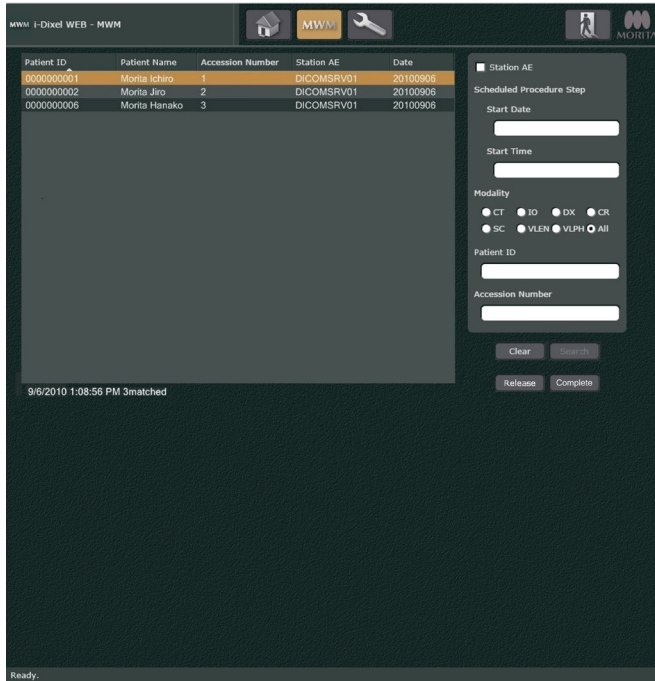 MWM i-Dixel WEB - MWM
MWM
MORITA
Patient ID Patient Name Accession Number Station AE Date
0000000001 Morita Ichiro 1 DICOMSRV01 20100906
0000000002 Morita Jiro 2 DICOMSRV01 20100906
0000000006 Morita Hanako 3 DICOMSRV01 20100906
9/6/2010 1:08:56 PM 3matched
Station AE
Scheduled Procedure Step
Start Date
Start Time
Modality
CT IO DX CR
SC VLEN VLPH All
Patient ID
Accession Number
Clear Search
Release Complete
Ready.